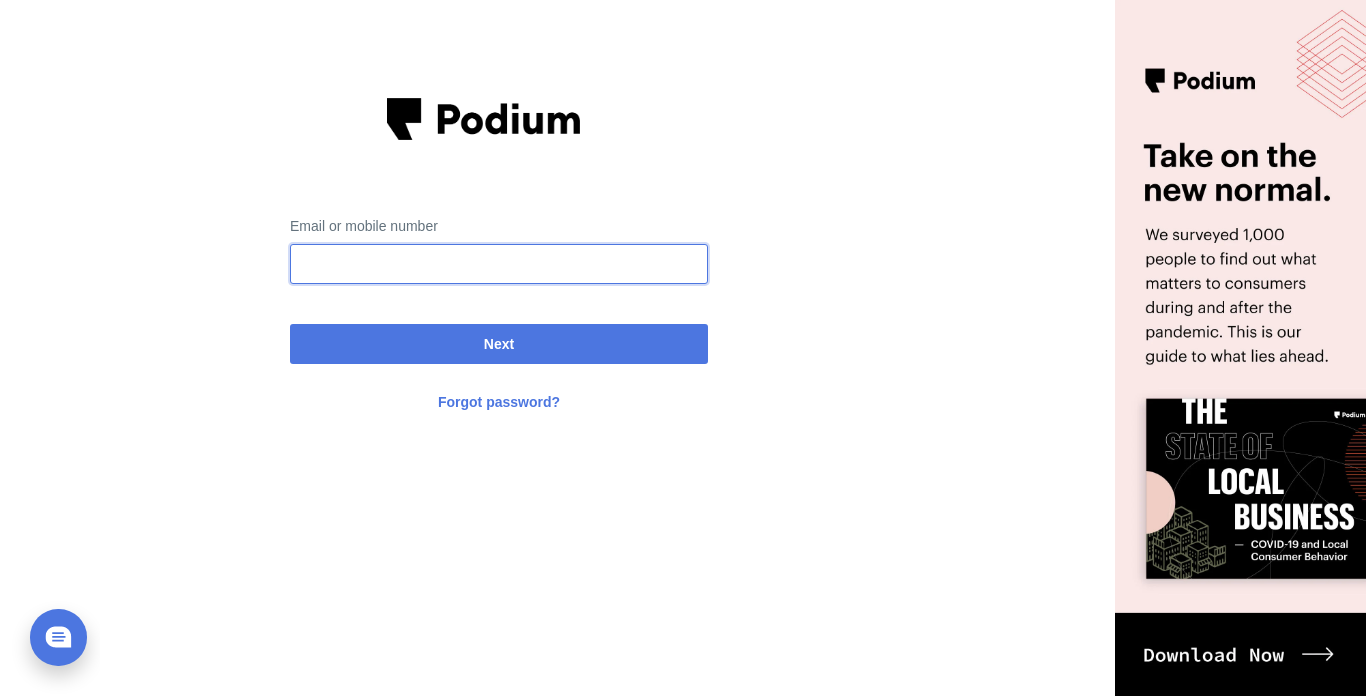 Podium
Email or mobile number
Next
Forgot password?
Podium
Take on the
new normal.
We surveyed 1,000
people to find out what
matters to consumers
during and after the
pandemic. This is our
guide to what lies ahead.
Podium
THE
STATE OF
LOCAL
BUSINESS
— COVID-19 and Local
Consumer Behavior
Download Now